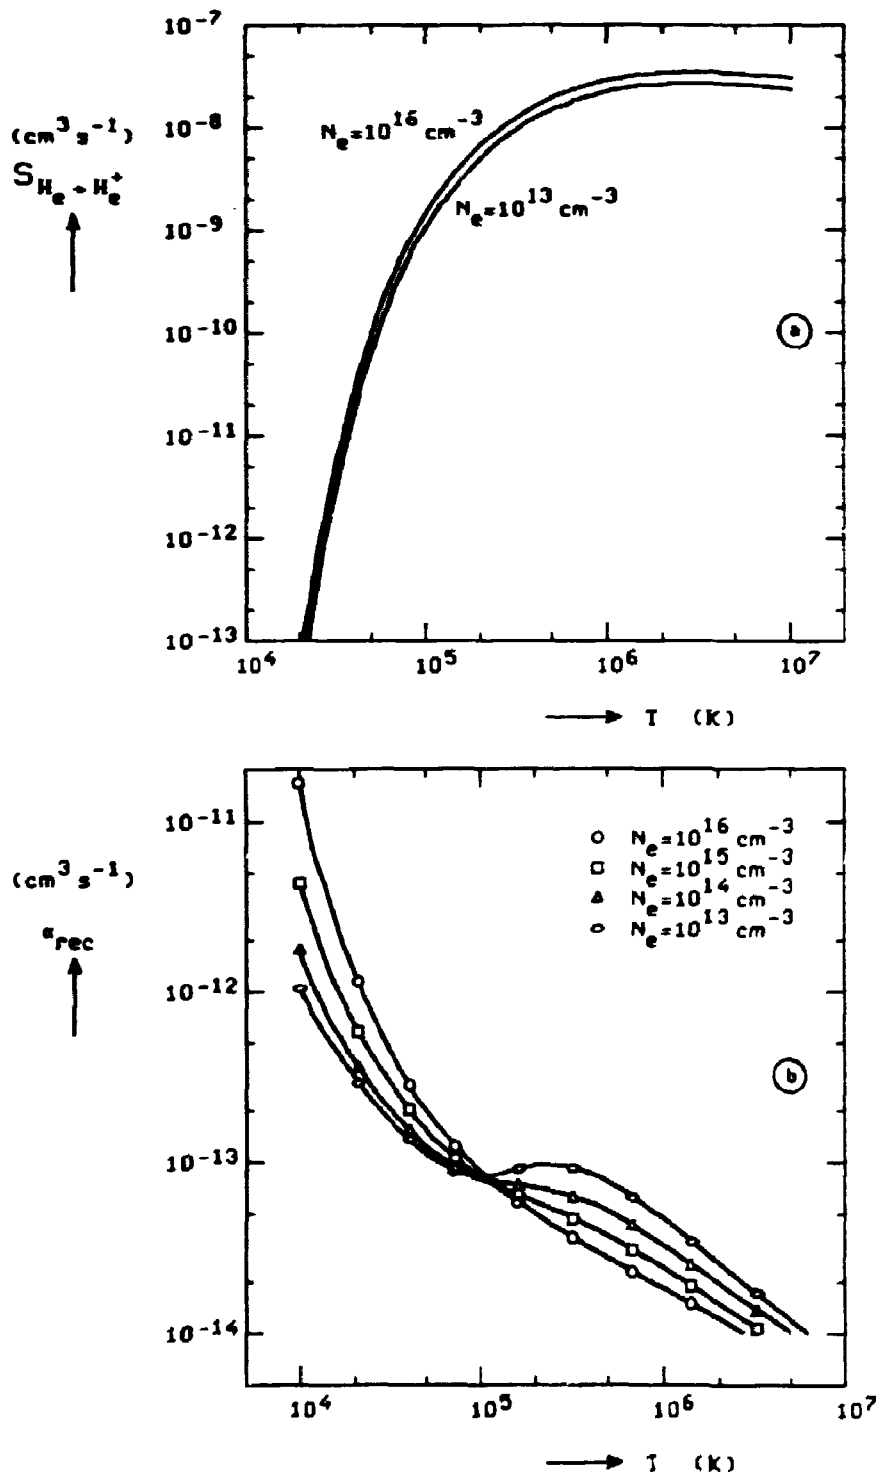 10⁻⁷
(cm³ s⁻¹)
S_{He→He⁺}
10⁻⁸
N_e=10¹⁶ cm⁻³
N_e=10¹³ cm⁻³
10⁻⁹
10⁻¹⁰
a
10⁻¹¹
10⁻¹²
10⁻¹³
10⁴ 10⁵ 10⁶ 10⁷
→ T (K)
10⁻¹¹
N_e=10¹⁶ cm⁻³
N_e=10¹⁵ cm⁻³
N_e=10¹⁴ cm⁻³
N_e=10¹³ cm⁻³
(cm³ s⁻¹)
α_rec
10⁻¹²
b
10⁻¹³
10⁻¹⁴
10⁴ 10⁵ 10⁶ 10⁷
→ T (K)